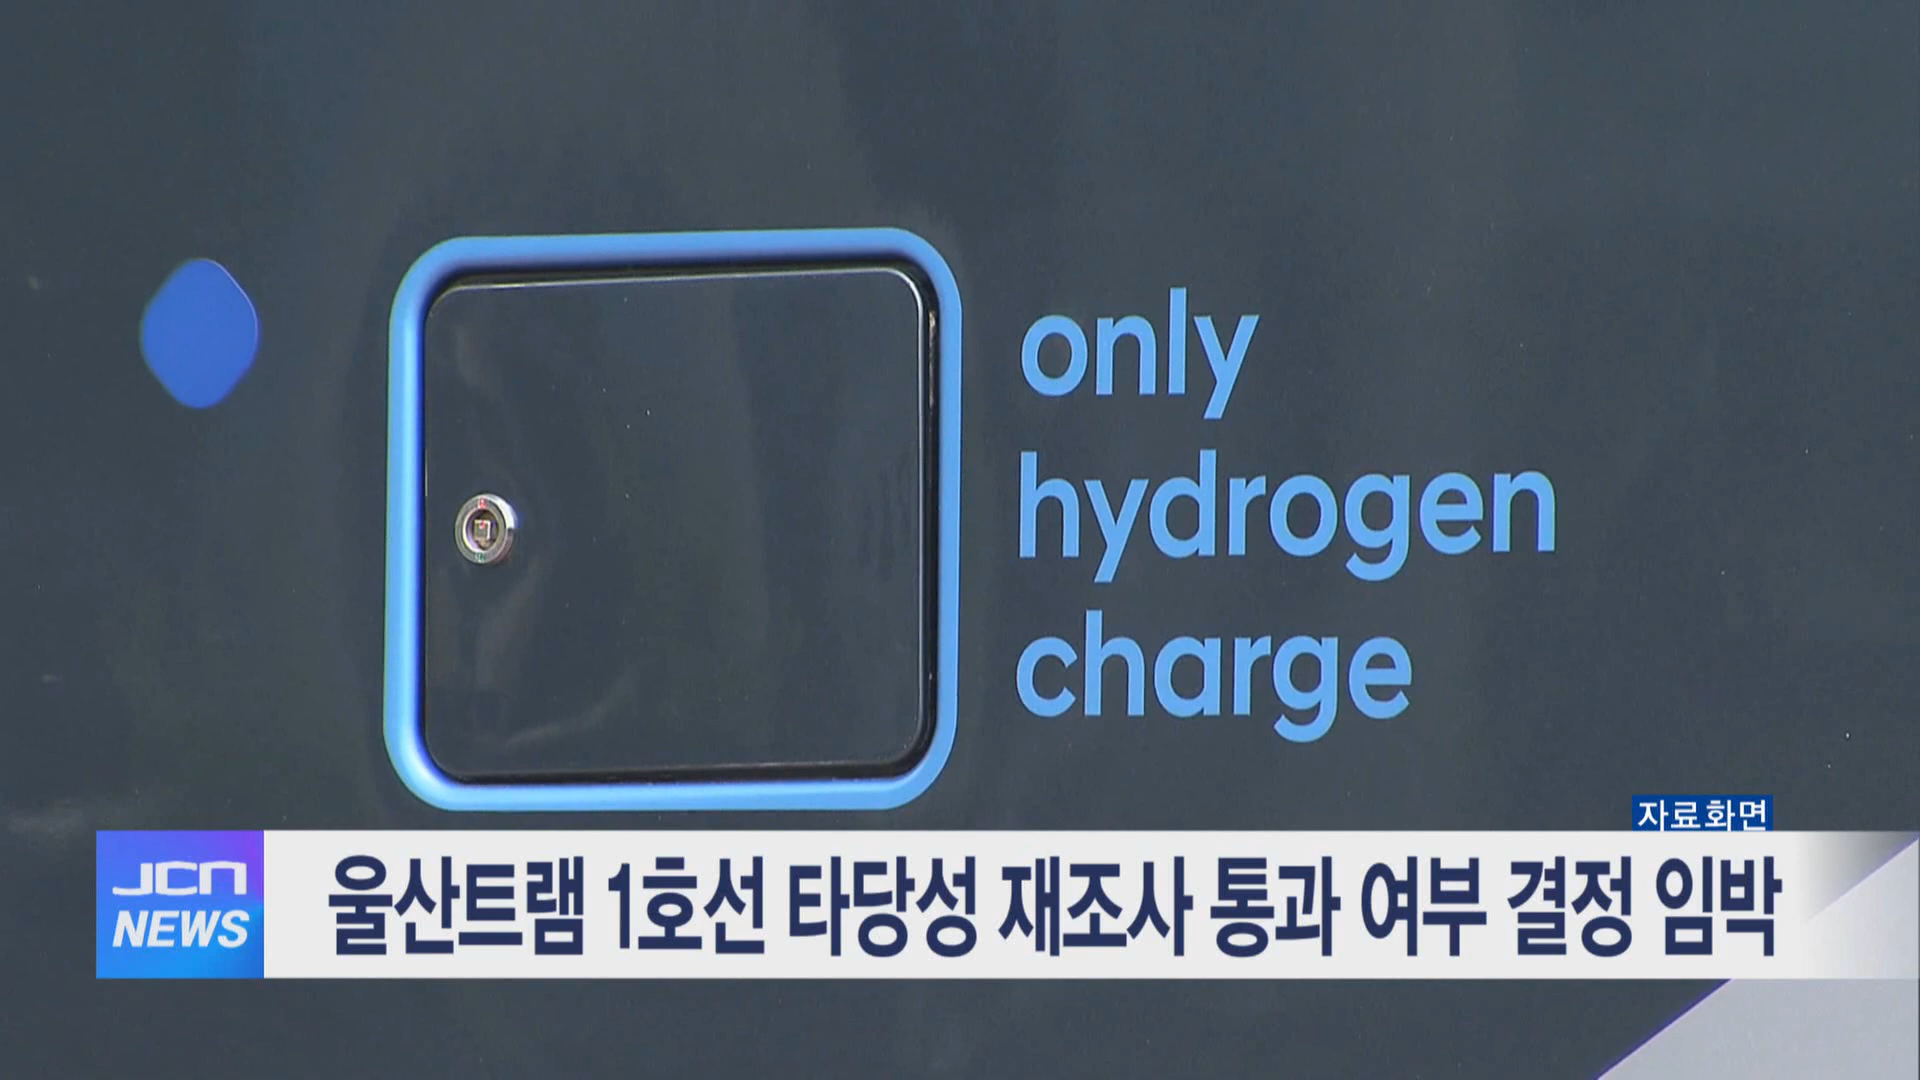 only
hydrogen
charge
자료화면
JCN
NEWS
울산트램 1호선 타당성 재조사 통과 여부 결정 임박